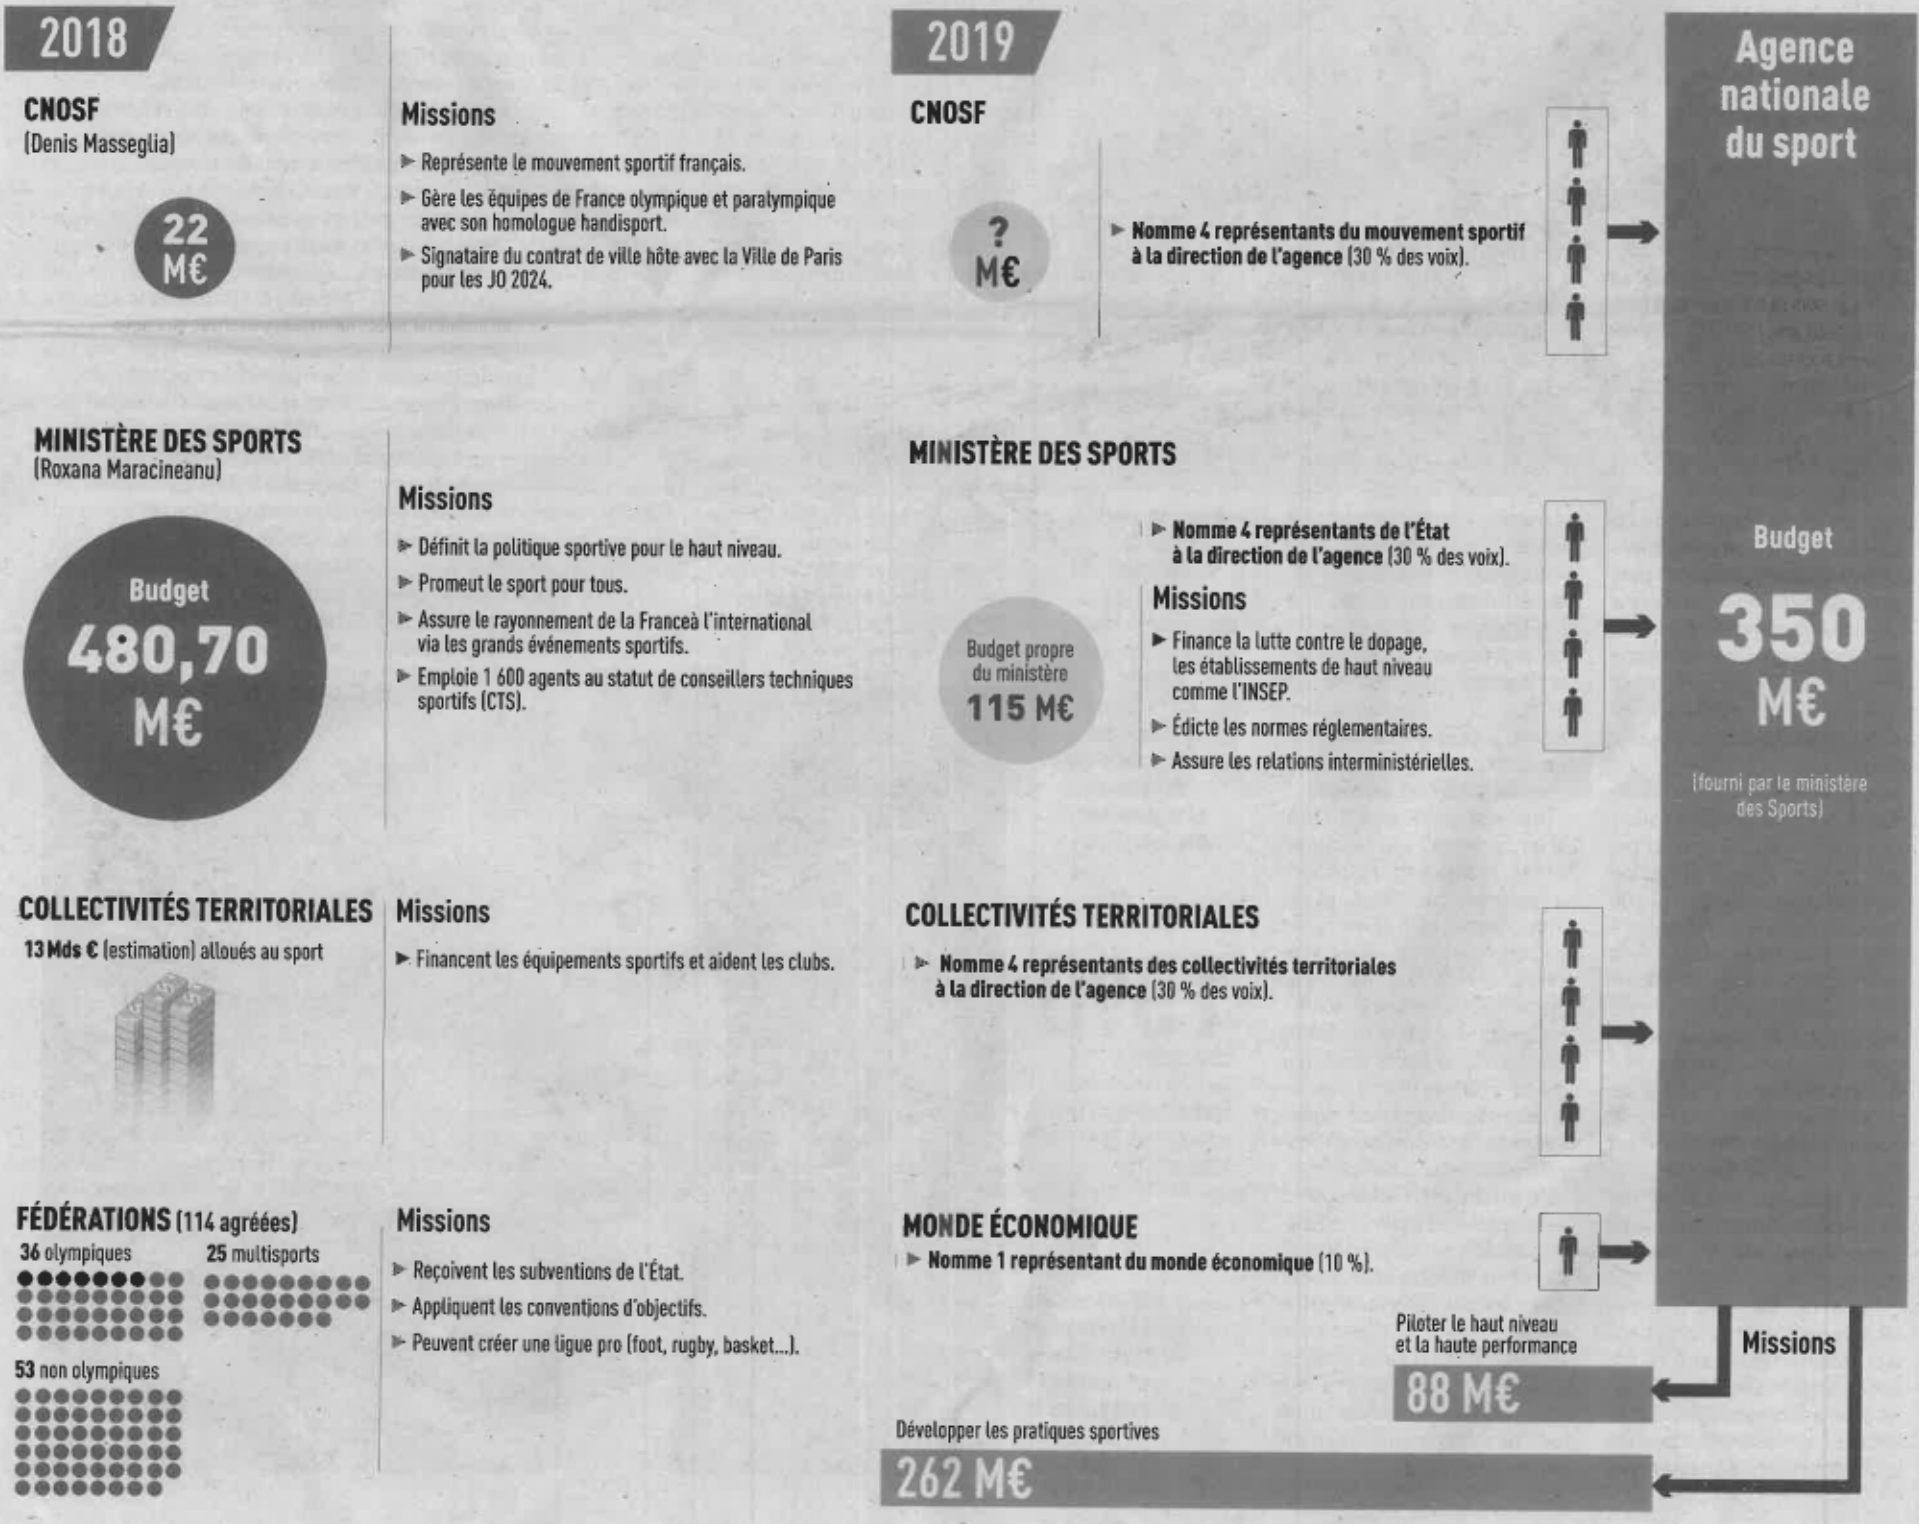 2018
CNOSF
(Denis Masseglia)
22
M€
Missions
► Représente le mouvement sportif français.
► Gère les équipes de France olympique et paralympique
avec son homologue handisport.
► Signataire du contrat de ville hôte avec la Ville de Paris
pour les JO 2024.
MINISTÈRE DES SPORTS
(Roxana Maracineanu)
Budget
480,70
M€
Missions
► Définit la politique sportive pour le haut niveau.
► Promeut le sport pour tous.
► Assure le rayonnement de la Franceà l'international
via les grands événements sportifs.
► Emploie 1 600 agents au statut de conseillers techniques
sportifs (CTS).
COLLECTIVITÉS TERRITORIALES
13 Mds € (estimation) alloués au sport
Missions
► Financent les équipements sportifs et aident les clubs.
FÉDÉRATIONS (114 agréées)
36 olympiques
25 multisports
53 non olympiques
Missions
► Reçoivent les subventions de l'État.
► Appliquent les conventions d'objectifs.
► Peuvent créer une ligue pro (foot, rugby, basket...).
2019
CNOSF
?
M€
► Nomme 4 représentants du mouvement sportif
à la direction de l'agence (30 % des voix).
MINISTÈRE DES SPORTS
Budget propre
du ministère
115 M€
► Nomme 4 représentants de l'État
à la direction de l'agence (30 % des voix).
Missions
► Finance la lutte contre le dopage,
les établissements de haut niveau
comme l'INSEP.
► Édicte les normes réglementaires.
► Assure les relations interministérielles.
COLLECTIVITÉS TERRITORIALES
► Nomme 4 représentants des collectivités territoriales
à la direction de l'agence (30 % des voix).
MONDE ÉCONOMIQUE
► Nomme 1 représentant du monde économique (10 %).
Agence
nationale
du sport
Budget
350
M€
(fourni par le ministère
des Sports)
Missions
Piloter le haut niveau
et la haute performance
88 M€
Développer les pratiques sportives
262 M€